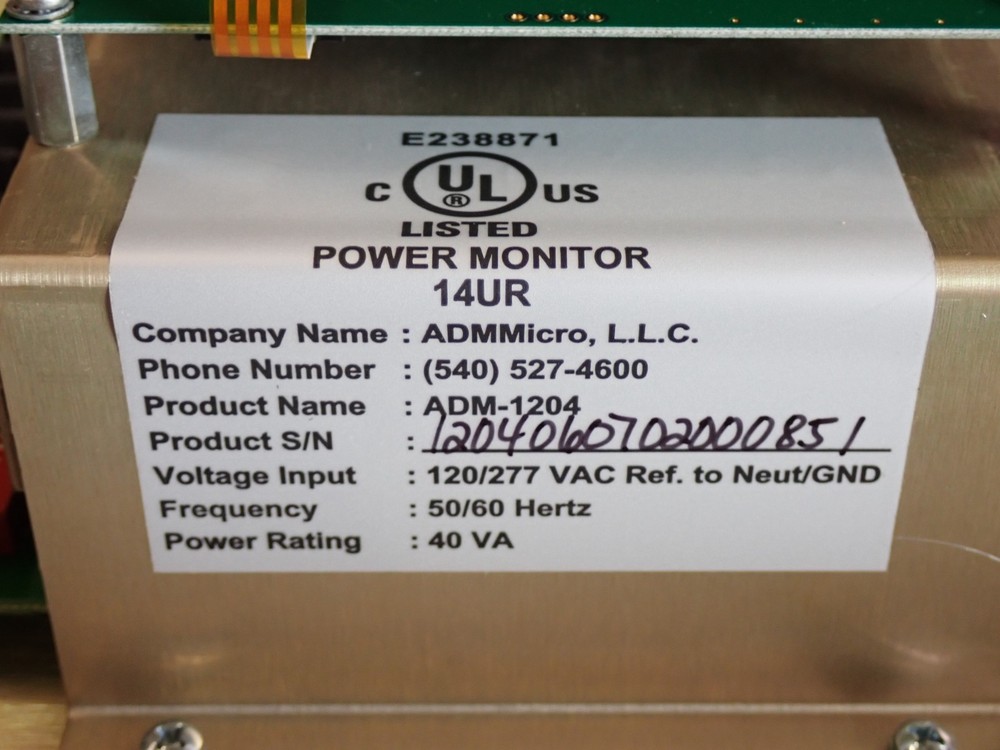 E238871
C UL® US
LISTED
POWER MONITOR
14UR
Company Name : ADMMicro, L.L.C.
Phone Number : (540) 527-4600
Product Name : ADM-1204
Product S/N : 12040607020000851
Voltage Input : 120/277 VAC Ref. to Neut/GND
Frequency : 50/60 Hertz
Power Rating : 40 VA